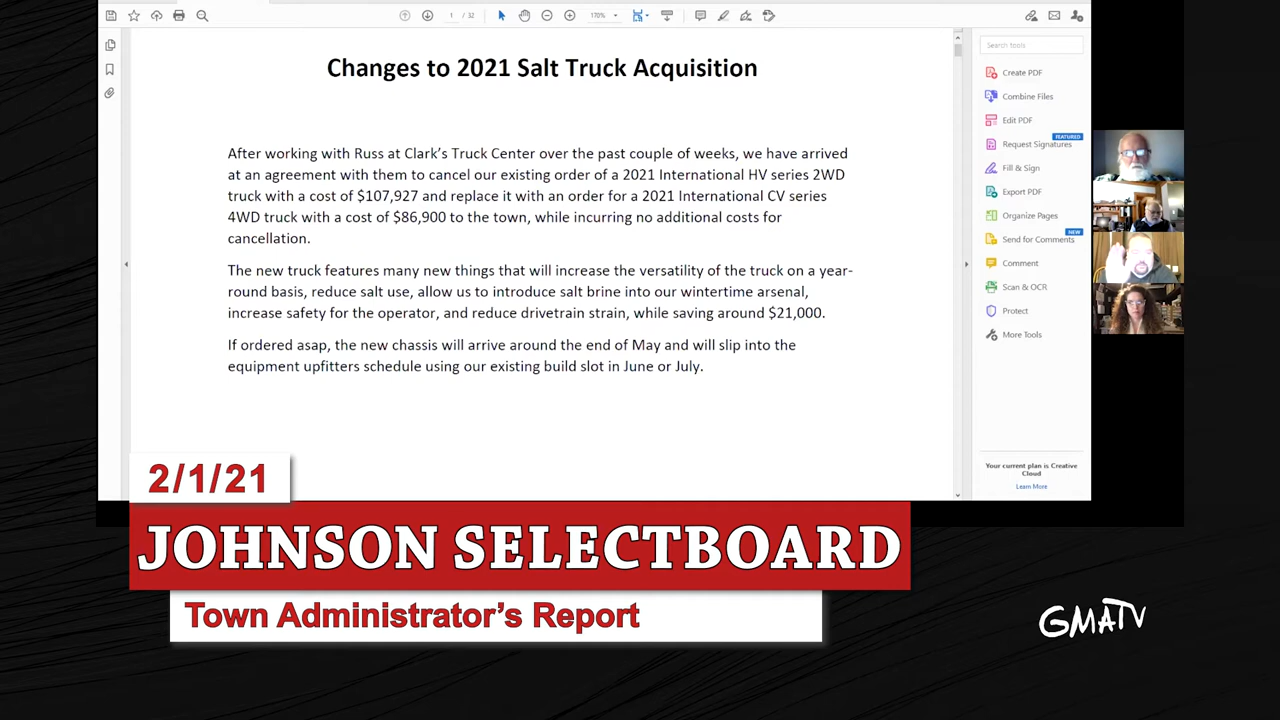 1 / 32
170%
Changes to 2021 Salt Truck Acquisition
After working with Russ at Clark's Truck Center over the past couple of weeks, we have arrived
at an agreement with them to cancel our existing order of a 2021 International HV series 2WD
truck with a cost of $107,927 and replace it with an order for a 2021 International CV series
4WD truck with a cost of $86,900 to the town, while incurring no additional costs for
cancellation.
The new truck features many new things that will increase the versatility of the truck on a year-
round basis, reduce salt use, allow us to introduce salt brine into our wintertime arsenal,
increase safety for the operator, and reduce drivetrain strain, while saving around $21,000.
If ordered asap, the new chassis will arrive around the end of May and will slip into the
equipment upfitters schedule using our existing build slot in June or July.
Search tools
Create PDF
Combine Files
Edit PDF
FEATURED
Request Signatures
Fill & Sign
Export PDF
Organize Pages
NEW
Send for Comments
Comment
Scan & OCR
Protect
More Tools
Your current plan is Creative
Cloud
Learn More
2/1/21
JOHNSON SELECTBOARD
Town Administrator's Report
GMATV